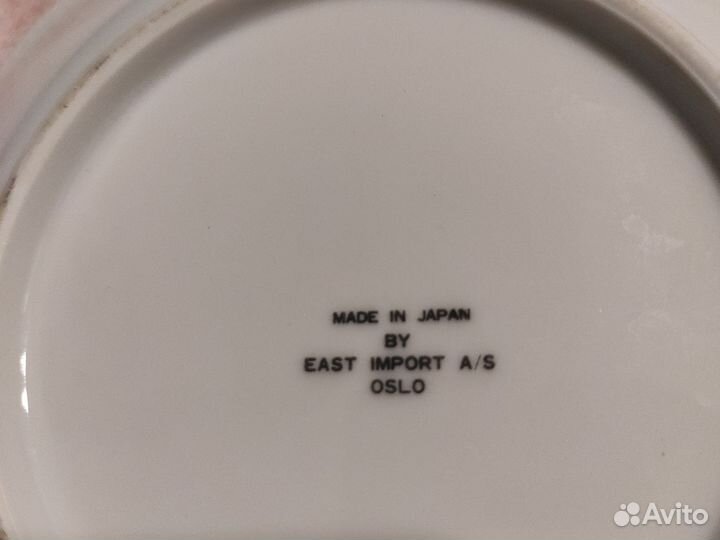 MADE IN JAPAN
BY
EAST IMPORT A/S
OSLO
Avito